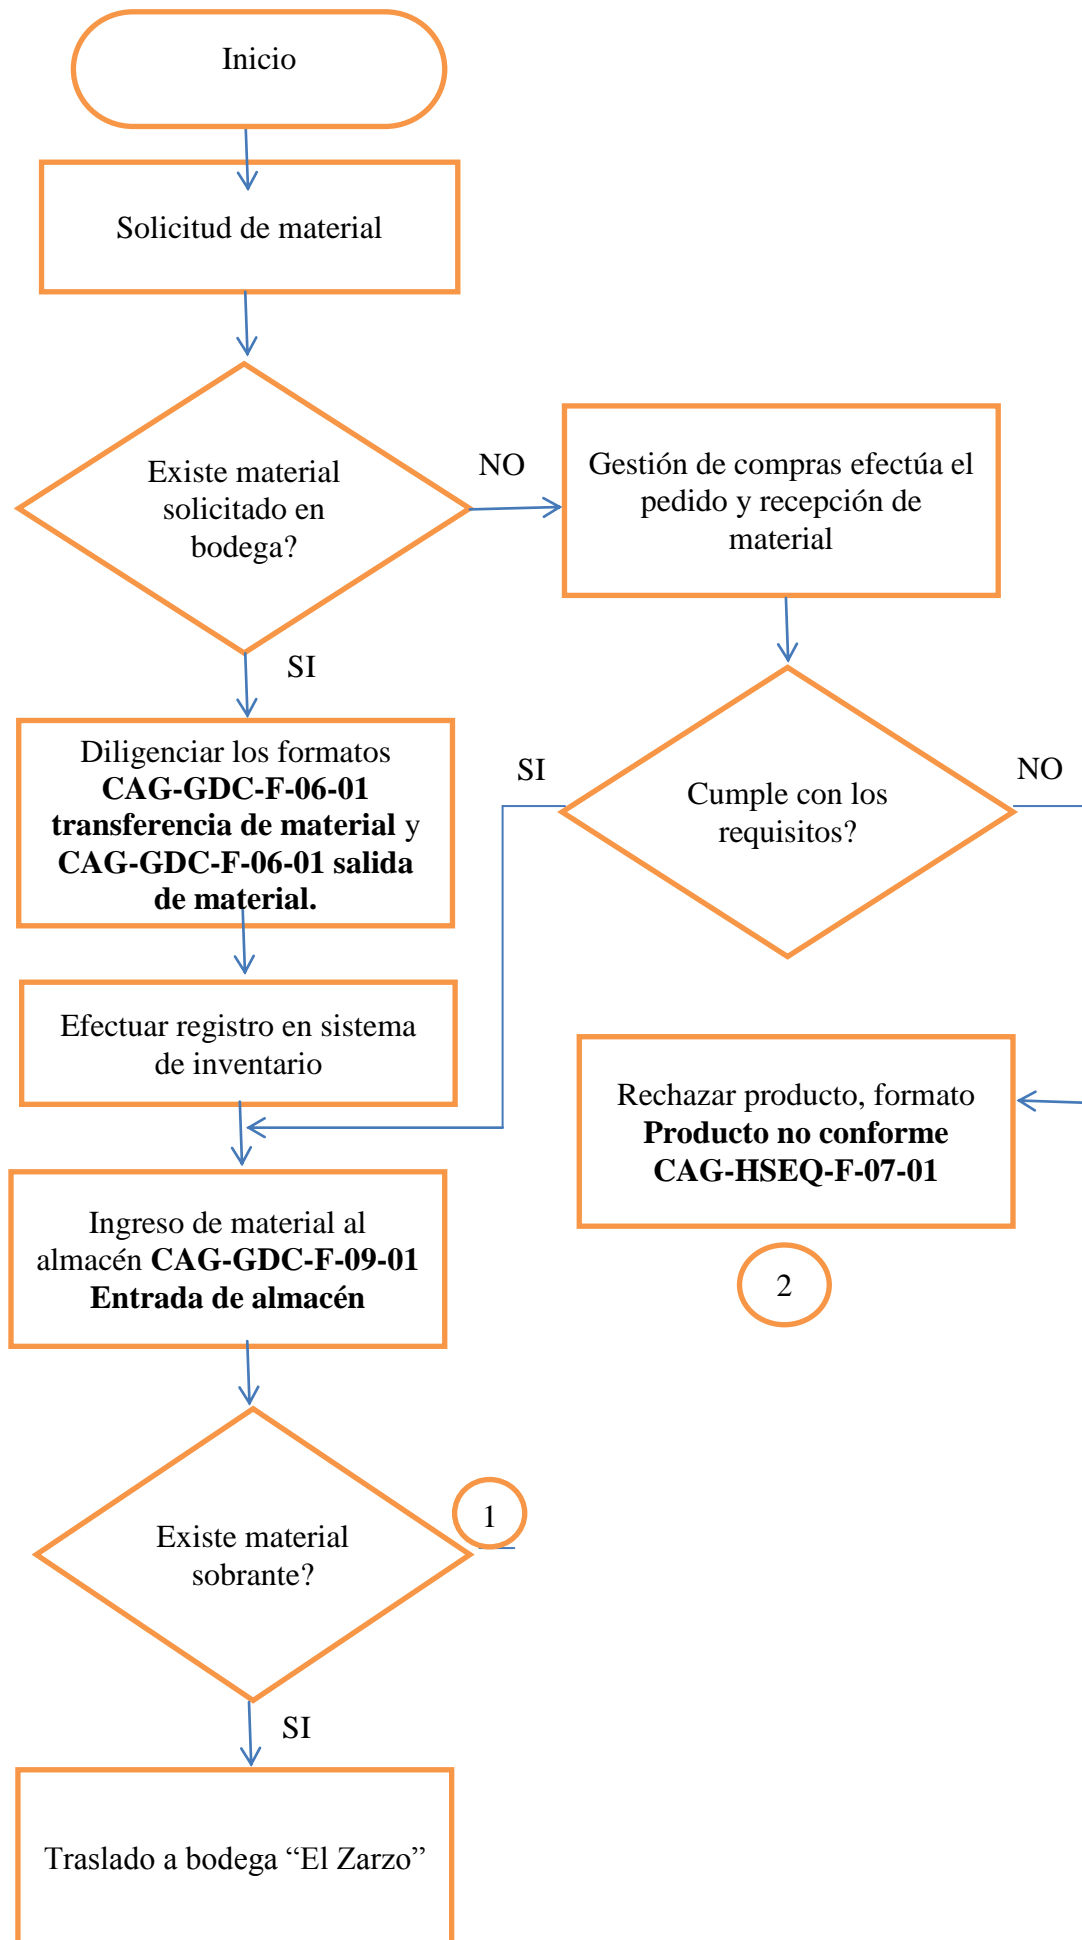 Inicio
Solicitud de material
Existe material
solicitado en
bodega?
NO
Gestión de compras efectúa el
pedido y recepción de
material
SI
Diligenciar los formatos
CAG-GDC-F-06-01
transferencia de material y
CAG-GDC-F-06-01 salida
de material.
SI
Cumple con los
requisitos?
NO
Efectuar registro en sistema
de inventario
Rechazar producto, formato
Producto no conforme
CAG-HSEQ-F-07-01
Ingreso de material al
almacén CAG-GDC-F-09-01
Entrada de almacén
2
Existe material
sobrante?
1
SI
Traslado a bodega “El Zarzo”